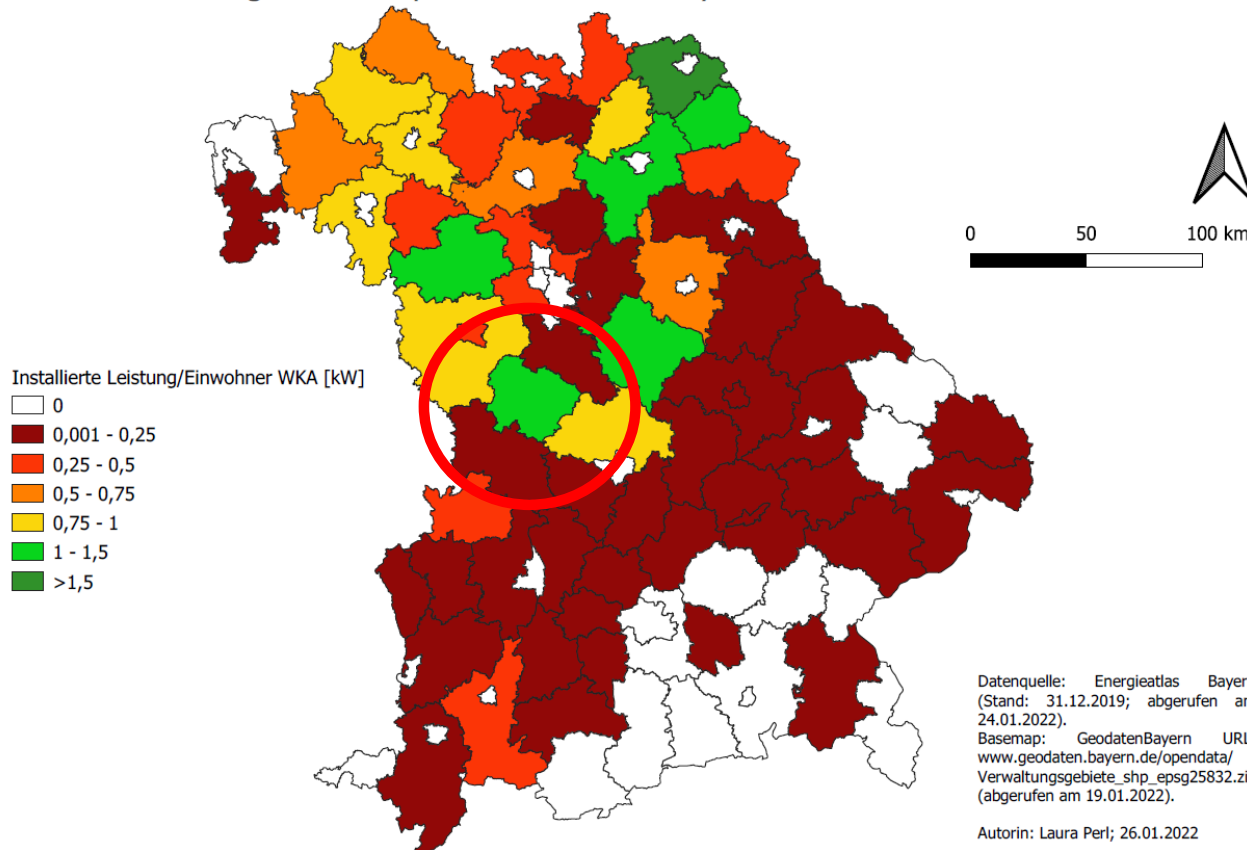 0 50 100 km
Installierte Leistung/Einwohner WKA [kW]
0
0,001 - 0,25
0,25 - 0,5
0,5 - 0,75
0,75 - 1
1 - 1,5
>1,5
Datenquelle: Energieatlas Bayer
(Stand: 31.12.2019; abgerufen a
24.01.2022).
Basemap: GeodatenBayern URL
www.geodaten.bayern.de/opendata/
Verwaltungsgebiete_shp_epsg25832.zi
(abgerufen am 19.01.2022).
Autorin: Laura Perl; 26.01.2022